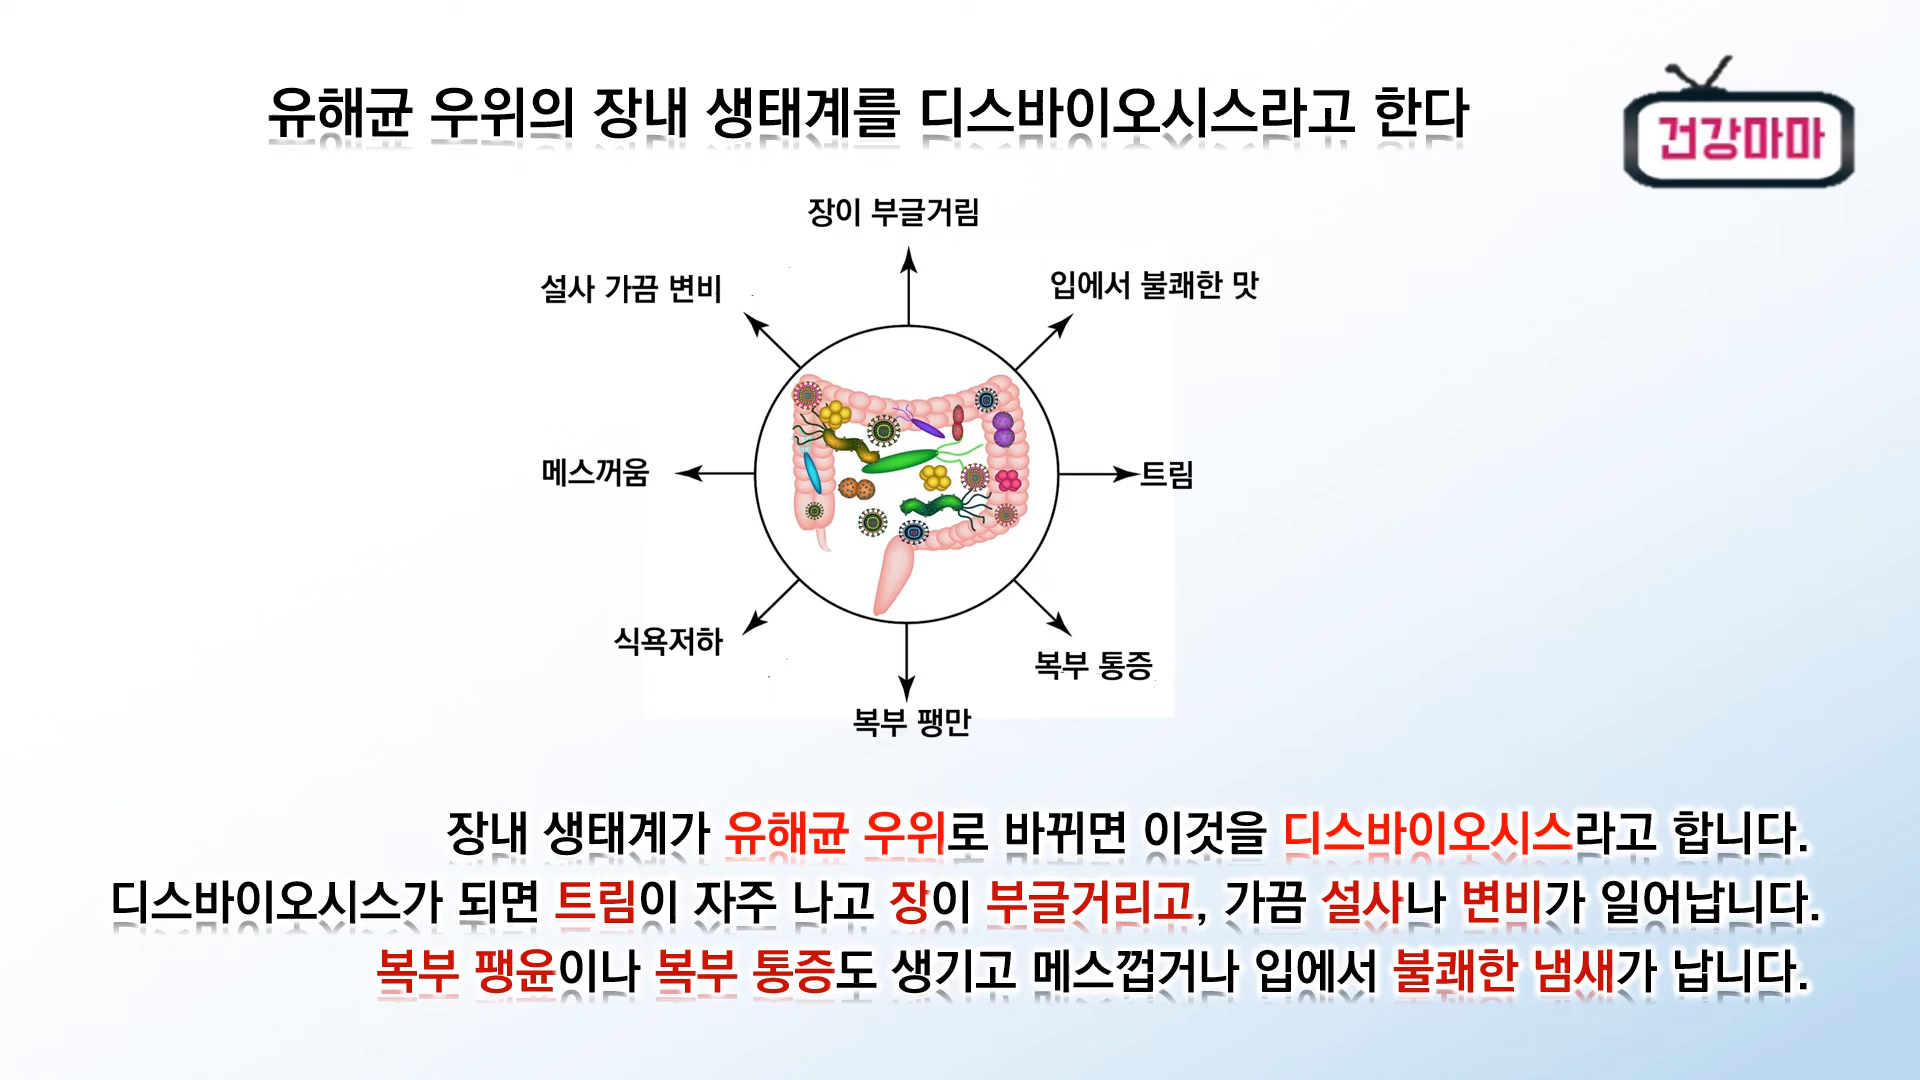 유해균 우위의 장내 생태계를 디스바이오시스라고 한다
건강마마
장이 부글거림
설사 가끔 변비
입에서 불쾌한 맛
메스꺼움
트림
식욕저하
복부 통증
복부 팽만
장내 생태계가 유해균 우위로 바뀌면 이것을 디스바이오시스라고 합니다.
디스바이오시스가 되면 트림이 자주 나고 장이 부글거리고, 가끔 설사나 변비가 일어납니다.
복부 팽윤이나 복부 통증도 생기고 메스껍거나 입에서 불쾌한 냄새가 납니다.